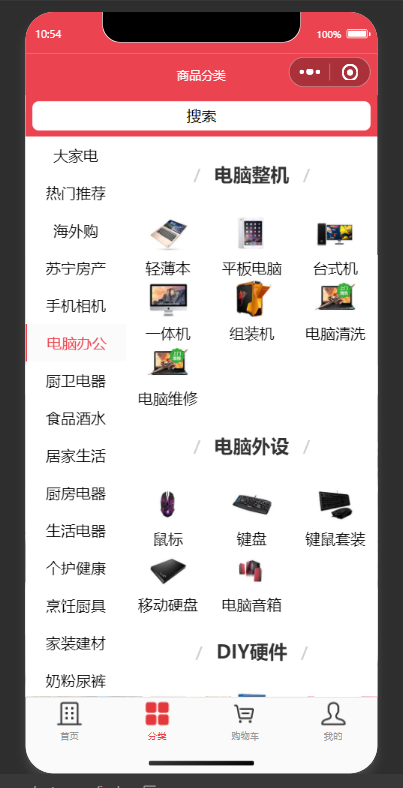 10:54
100%
商品分类
搜索
大家电
热门推荐
海外购
苏宁房产
手机相机
电脑办公
厨卫电器
食品酒水
居家生活
厨房电器
生活电器
个护健康
烹饪厨具
家装建材
奶粉尿裤
/ 电脑整机 /
轻薄本 平板电脑 台式机
一体机 组装机 电脑清洗
电脑维修
/ 电脑外设 /
鼠标 键盘 键鼠套装
移动硬盘 电脑音箱
/ DIY硬件 /
首页 分类 购物车 我的